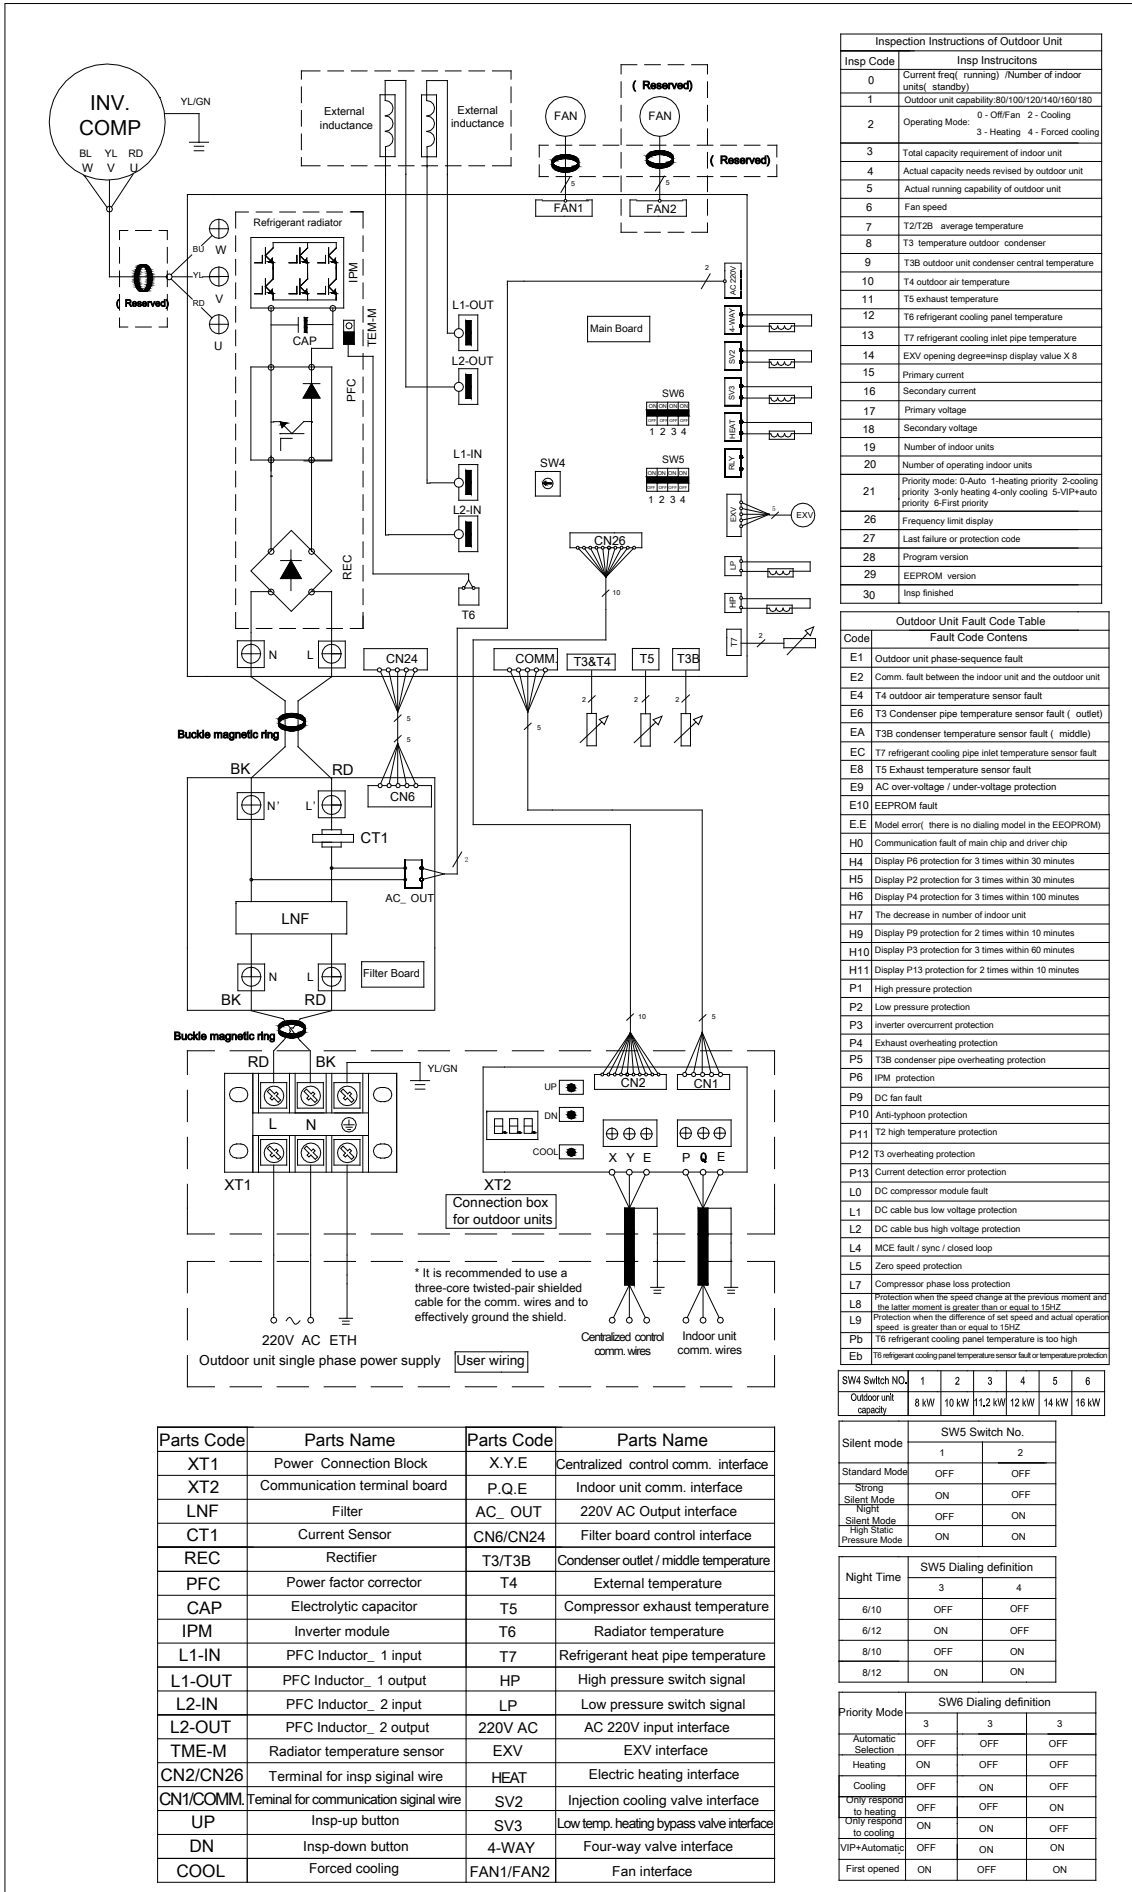 INV.
COMP
YL/GN
BL YL RD
W V U
( Reserved)
BU
W
YL
V
RD
U
External
inductance
External
inductance
( Reserved)
FAN
FAN
( Reserved)
5
5
FAN1
FAN2
Refrigerant radiator
IPM
CAP
TEM-M
PFC
REC
L1-OUT
L2-OUT
L1-IN
L2-IN
T6
Main Board
SW6
ON ON ON ON
OFF OFF OFF OFF
1 2 3 4
SW5
ON ON ON ON
OFF OFF OFF OFF
1 2 3 4
SW4
2
AC 220V
4-WAY
SV2
SV3
HEAT
RLY
EXV
5
EXV
LP
HP
T7
2
CN26
10
N
L
CN24
COMM.
T3&T4
T5
T3B
5
5
2
2
2
Buckle magnetic ring
BK
RD
5
N'
L'
CN6
CT1
2
AC_ OUT
LNF
N
L
Filter Board
BK
RD
Buckle magnetic ring
RD
BK
YL/GN
L N
XT1
10
5
UP
CN2
CN1
DN
COOL
X Y E
P Q E
XT2
Connection box
for outdoor units
* It is recommended to use a
three-core twisted-pair shielded
cable for the comm. wires and to
effectively ground the shield.
220V AC ETH
Outdoor unit single phase power supply
User wiring
Centralized control
comm. wires
Indoor unit
comm. wires
Inspection Instructions of Outdoor Unit
Insp Code Insp Instrucitons
0 Current freq( running) /Number of indoor
units( standby)
1 Outdoor unit capability:80/100/120/140/160/180
2 Operating Mode: 0 - Off/Fan 2 - Cooling
3 - Heating 4 - Forced cooling
3 Total capacity requirement of indoor unit
4 Actual capacity needs revised by outdoor unit
5 Actual running capability of outdoor unit
6 Fan speed
7 T2/T2B average temperature
8 T3 temperature outdoor condenser
9 T3B outdoor unit condenser central temperature
10 T4 outdoor air temperature
11 T5 exhaust temperature
12 T6 refrigerant cooling panel temperature
13 T7 refrigerant cooling inlet pipe temperature
14 EXV opening degree=insp display value X 8
15 Primary current
16 Secondary current
17 Primary voltage
18 Secondary voltage
19 Number of indoor units
20 Number of operating indoor units
21 Priority mode: 0-Auto 1-heating priority 2-cooling
priority 3-only heating 4-only cooling 5-VIP+auto
priority 6-First priority
26 Frequency limit display
27 Last failure or protection code
28 Program version
29 EEPROM version
30 Insp finished
Outdoor Unit Fault Code Table
Code Fault Code Contens
E1 Outdoor unit phase-sequence fault
E2 Comm. fault between the indoor unit and the outdoor unit
E4 T4 outdoor air temperature sensor fault
E6 T3 Condenser pipe temperature sensor fault ( outlet)
EA T3B condenser temperature sensor fault ( middle)
EC T7 refrigerant cooling pipe inlet temperature sensor fault
E8 T5 Exhaust temperature sensor fault
E9 AC over-voltage / under-voltage protection
E10 EEPROM fault
E.E Model error( there is no dialing model in the EEOPROM)
H0 Communication fault of main chip and driver chip
H4 Display P6 protection for 3 times within 30 minutes
H5 Display P2 protection for 3 times within 30 minutes
H6 Display P4 protection for 3 times within 100 minutes
H7 The decrease in number of indoor unit
H9 Display P9 protection for 2 times within 10 minutes
H10 Display P3 protection for 3 times within 60 minutes
H11 Display P13 protection for 2 times within 10 minutes
P1 High pressure protection
P2 Low pressure protection
P3 inverter overcurrent protection
P4 Exhaust overheating protection
P5 T3B condenser pipe overheating protection
P6 IPM protection
P9 DC fan fault
P10 Anti-typhoon protection
P11 T2 high temperature protection
P12 T3 overheating protection
P13 Current detection error protection
L0 DC compressor module fault
L1 DC cable bus low voltage protection
L2 DC cable bus high voltage protection
L4 MCE fault / sync / closed loop
L5 Zero speed protection
L7 Compressor phase loss protection
L8 Protection when the speed change at the previous moment and
the latter moment is greater than or equal to 15HZ
L9 Protection when the difference of set speed and actual operation
speed is greater than or equal to 15HZ
Pb T6 refrigerant cooling panel temperature is too high
Eb T6 refrigerant cooling panel temperature sensor fault or temperature protection
SW4 Switch NO. 1 2 3 4 5 6
Outdoor unit
capacity 8 kW 10 kW 11.2 kW 12 kW 14 kW 16 kW
Silent mode SW5 Switch No.
1 2
Standard Mode OFF OFF
Strong
Silent Mode ON OFF
Night
Silent Mode OFF ON
High Static
Pressure Mode ON ON
Night Time SW5 Dialing definition
3 4
6/10 OFF OFF
6/12 ON OFF
8/10 OFF ON
8/12 ON ON
Priority Mode SW6 Dialing definition
3 3 3
Automatic
Selection OFF OFF OFF
Heating ON OFF OFF
Cooling OFF ON OFF
Only respond
to heating OFF OFF ON
Only respond
to cooling ON ON OFF
VIP+Automatic OFF ON ON
First opened ON OFF ON
Parts Code Parts Name Parts Code Parts Name
XT1 Power Connection Block X.Y.E Centralized control comm. interface
XT2 Communication terminal board P.Q.E Indoor unit comm. interface
LNF Filter AC_ OUT 220V AC Output interface
CT1 Current Sensor CN6/CN24 Filter board control interface
REC Rectifier T3/T3B Condenser outlet / middle temperature
PFC Power factor corrector T4 External temperature
CAP Electrolytic capacitor T5 Compressor exhaust temperature
IPM Inverter module T6 Radiator temperature
L1-IN PFC Inductor_ 1 input T7 Refrigerant heat pipe temperature
L1-OUT PFC Inductor_ 1 output HP High pressure switch signal
L2-IN PFC Inductor_ 2 input LP Low pressure switch signal
L2-OUT PFC Inductor_ 2 output 220V AC AC 220V input interface
TME-M Radiator temperature sensor EXV EXV interface
CN2/CN26 Terminal for insp siginal wire HEAT Electric heating interface
CN1/COMM. Teminal for communication siginal wire SV2 Injection cooling valve interface
UP Insp-up button SV3 Low temp. heating bypass valve interface
DN Insp-down button 4-WAY Four-way valve interface
COOL Forced cooling FAN1/FAN2 Fan interface